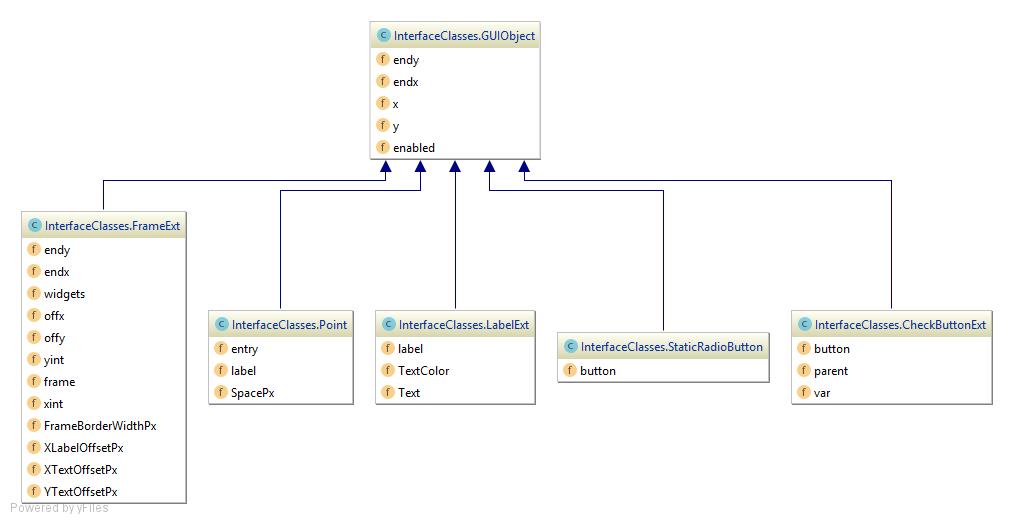 InterfaceClasses.GUIObject
endy
endx
x
y
enabled
InterfaceClasses.FrameExt
endy
endx
widgets
offx
offy
yint
frame
xint
FrameBorderWidthPx
XLabelOffsetPx
XTextOffsetPx
YTextOffsetPx
InterfaceClasses.Point
entry
label
SpacePx
InterfaceClasses.LabelExt
label
TextColor
Text
InterfaceClasses.StaticRadioButton
button
InterfaceClasses.CheckButtonExt
button
parent
var
Powered by yFiles